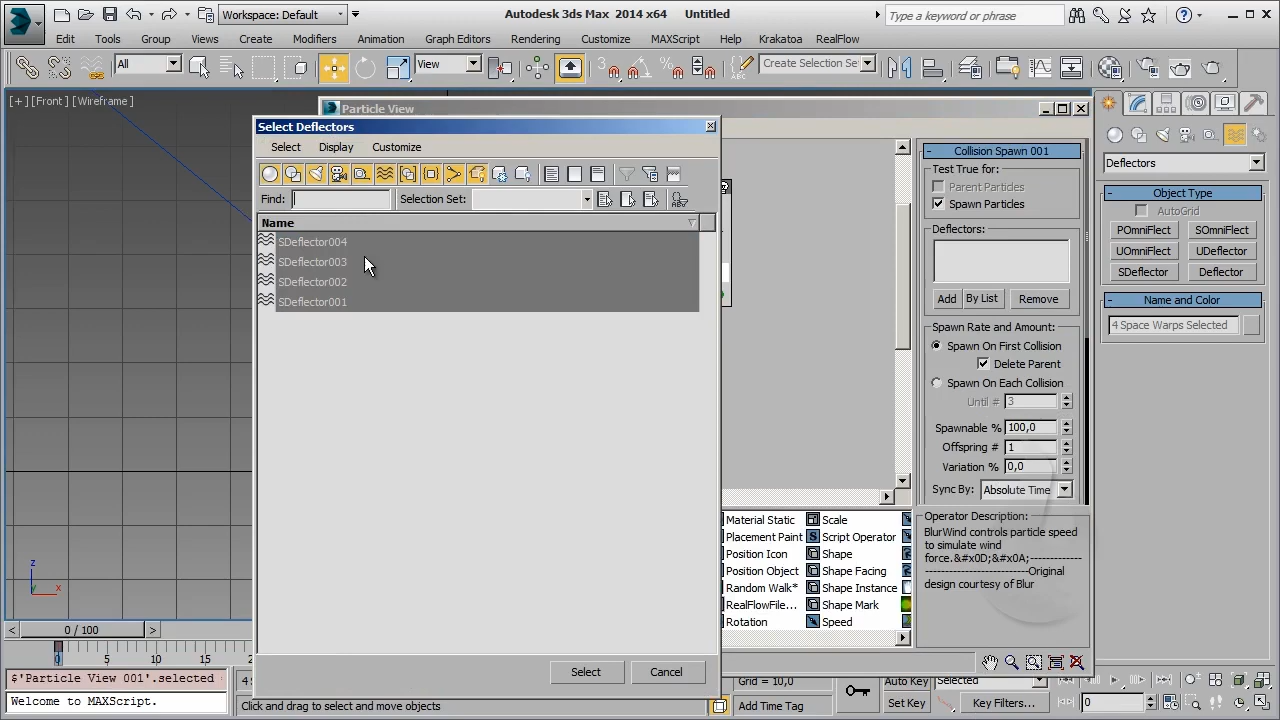 Workspace: Default
Autodesk 3ds Max 2014 x64 Untitled
Type a keyword or phrase
Edit Tools Group Views Create Modifiers Animation Graph Editors Rendering Customize MAXScript Help Krakatoa RealFlow
All
View
Create Selection Se
[+][Front][Wireframe]
Particle View
Select Deflectors
Select Display Customize
Find:
Selection Set:
Name
SDeflector004
SDeflector003
SDeflector002
SDeflector001
Select
Cancel
Collision Spawn 001
Test True for:
Parent Particles
Spawn Particles
Deflectors:
Add
By List
Remove
Spawn Rate and Amount:
Spawn On First Collision
Delete Parent
Spawn On Each Collision
Until # 3
Spawnable % 100,0
Offspring # 1
Variation % 0,0
Sync By: Absolute Time
Material Static Scale
Placement Paint Script Operator
Position Icon Shape
Position Object Shape Facing
Random Walk* Shape Instance
RealFlowFile... Shape Mark
Rotation Speed
Operator Description:
BlurWind controls particle speed
to simulate wind
force.&#x0D;&#x0A;-------------
-----------------------Original
design courtesy of Blur
Deflectors
Object Type
AutoGrid
POmniFlect SOmniFlect
UOmniFlect UDeflector
SDeflector Deflector
Name and Color
4 Space Warps Selected
z
x
0 / 100
0 5 10 15
$'Particle View 001'.selected
Welcome to MAXScript.
4 S
Click and drag to select and move objects
Grid = 10,0
Add Time Tag
Auto Key Selected
Set Key Key Filters...
0